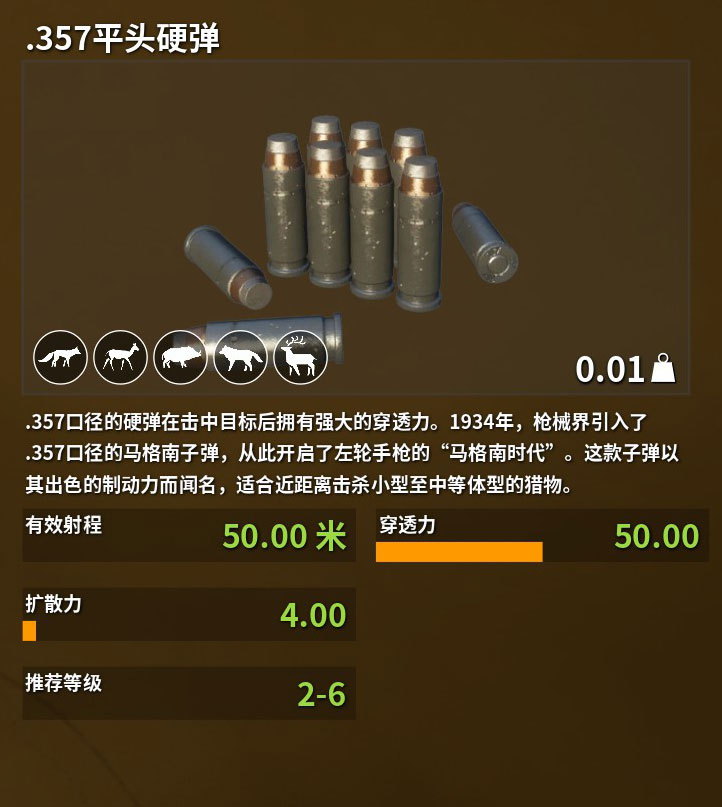 .357平头硬弹
0.01
.357口径的硬弹在击中目标后拥有强大的穿透力。1934年，枪械界引入了
.357口径的马格南子弹，从此开启了左轮手枪的“马格南时代”。这款子弹以
其出色的制动力而闻名，适合近距离击杀小型至中等体型的猎物。
有效射程 50.00 米
穿透力 50.00
扩散力 4.00
推荐等级 2-6